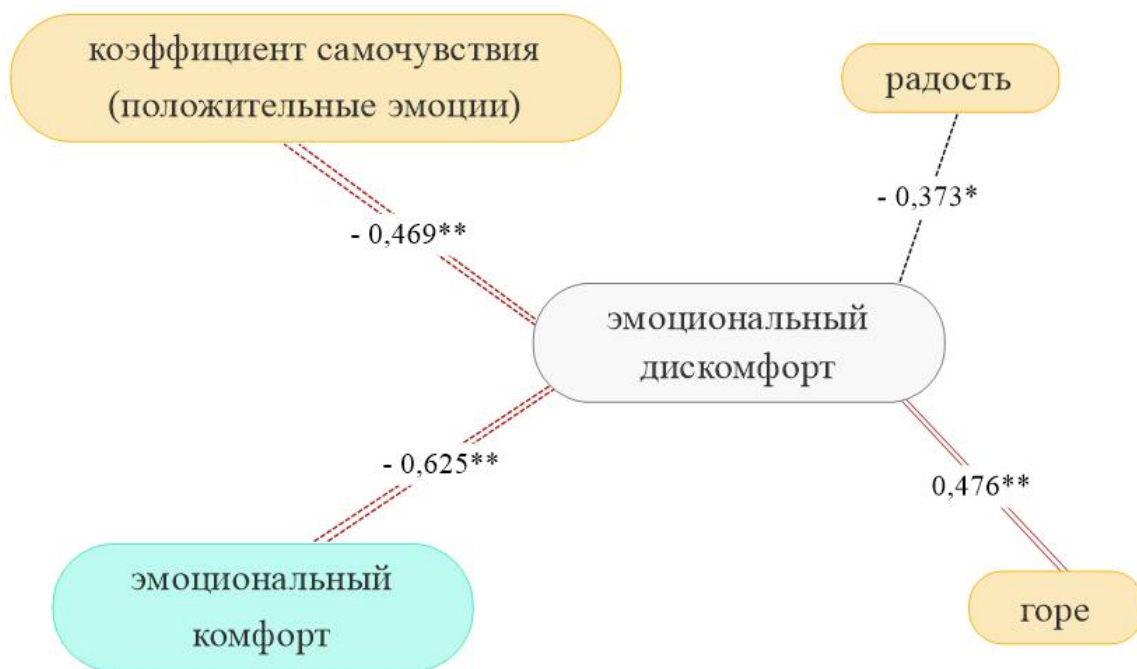 коэффициент самочувствия
(положительные эмоции)
радость
- 0,373*
- 0,469**
эмоциональный
дискомфорт
- 0,625**
0,476**
эмоциональный
комфорт
горе